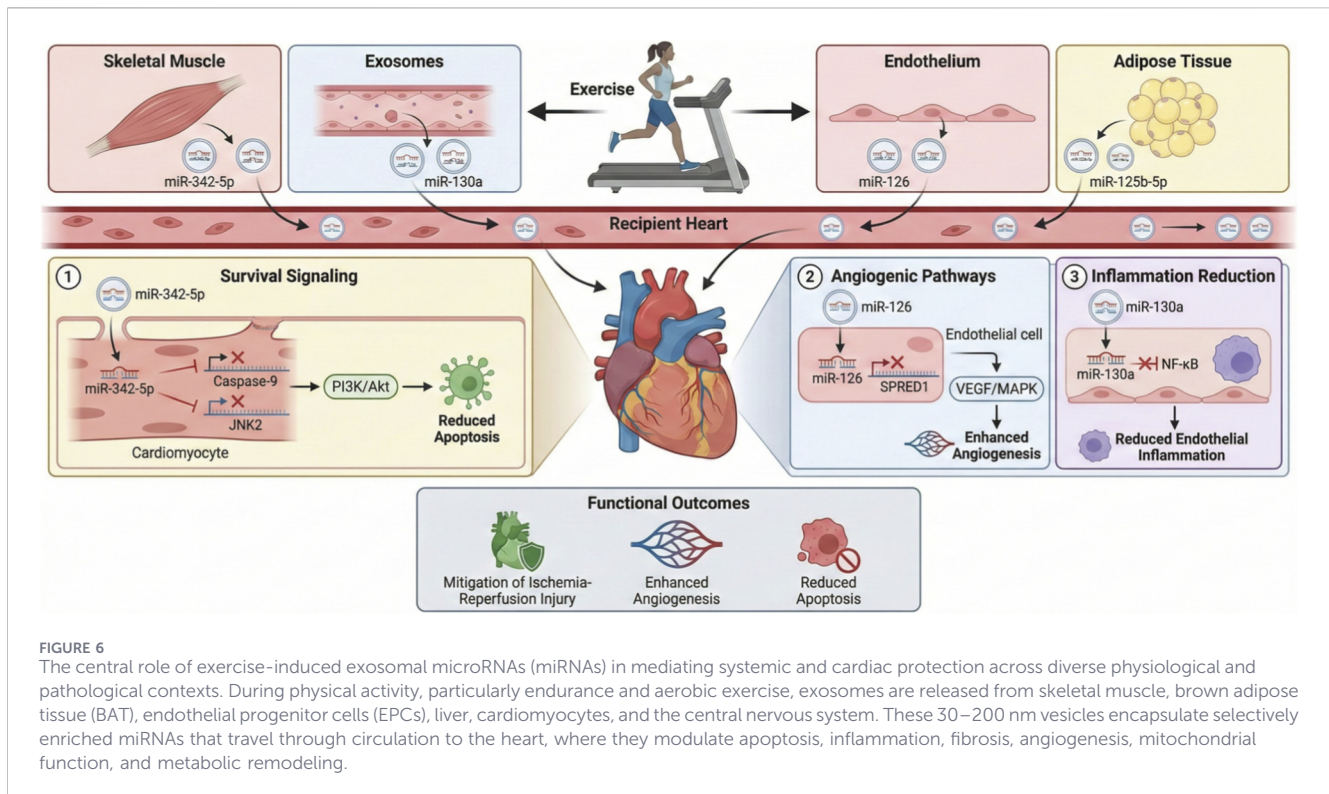 Skeletal Muscle
miR-342-5p
Exosomes
miR-130a
Exercise
Endothelium
miR-126
Adipose Tissue
miR-125b-5p
Recipient Heart
1
Survival Signaling
miR-342-5p
miR-342-5p
Caspase-9
JNK2
Cardiomyocyte
PI3K/Akt
Reduced
Apoptosis
2 Angiogenic Pathways
miR-126
Endothelial cell
miR-126
SPRED1
VEGF/MAPK
Enhanced
Angiogenesis
3 Inflammation Reduction
miR-130a
miR-130a
NF-κB
Reduced Endothelial
Inflammation
Functional Outcomes
Mitigation of Ischemia-
Reperfusion Injury
Enhanced
Angiogenesis
Reduced
Apoptosis
FIGURE 6
The central role of exercise-induced exosomal microRNAs (miRNAs) in mediating systemic and cardiac protection across diverse physiological and
pathological contexts. During physical activity, particularly endurance and aerobic exercise, exosomes are released from skeletal muscle, brown adipose
tissue (BAT), endothelial progenitor cells (EPCs), liver, cardiomyocytes, and the central nervous system. These 30–200 nm vesicles encapsulate selectively
enriched miRNAs that travel through circulation to the heart, where they modulate apoptosis, inflammation, fibrosis, angiogenesis, mitochondrial
function, and metabolic remodeling.